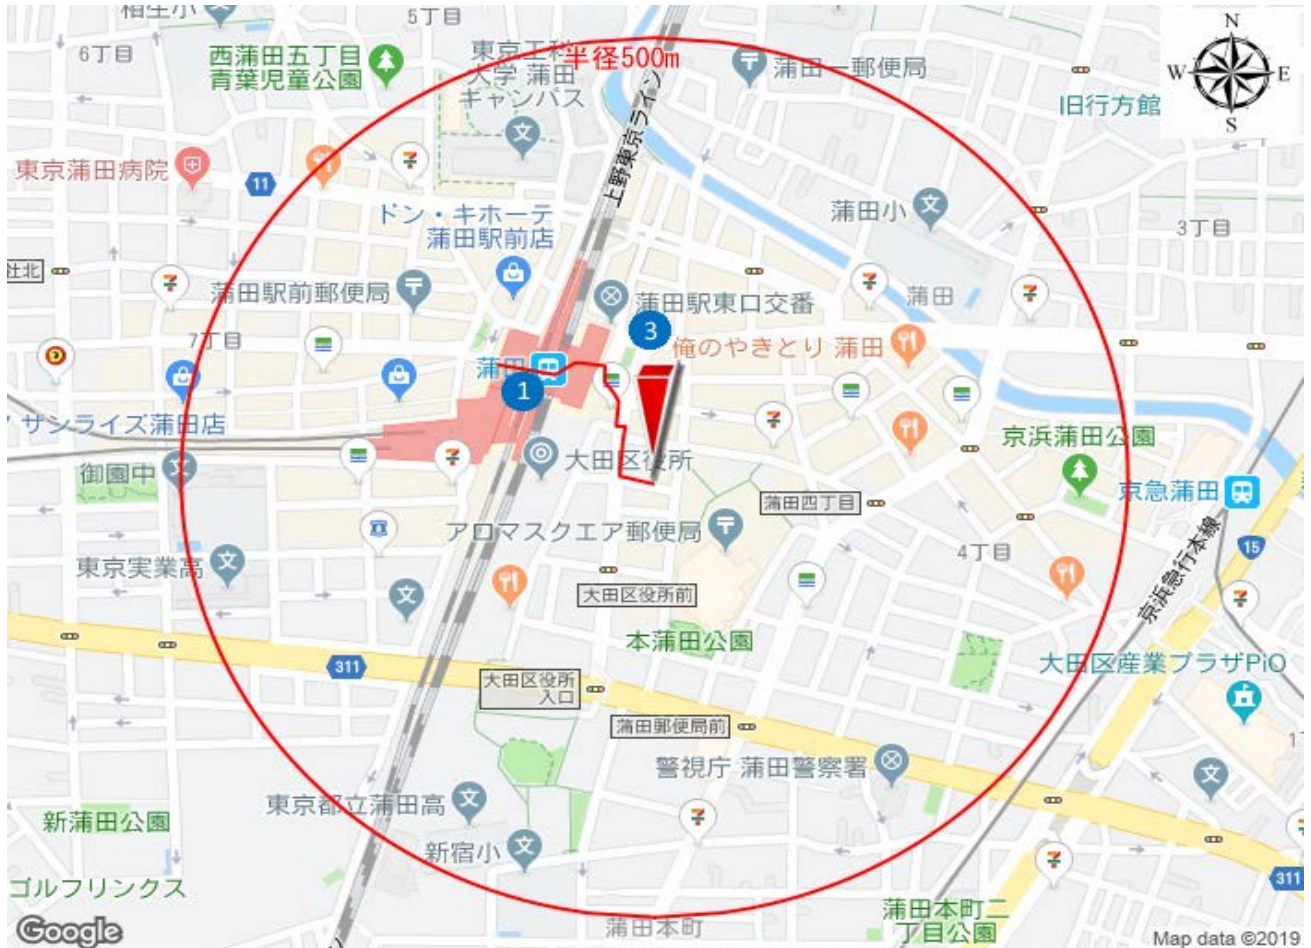 相生小
5丁目
6丁目
西蒲田五丁目
青葉児童公園
東京工科
大学 蒲田
キャンパス
半径500m
上野東京ライン
蒲田一郵便局
旧行方館
N
W
E
S
東京蒲田病院
11
ドン・キホーテ
蒲田駅前店
蒲田小
3丁目
社北
蒲田駅前郵便局
蒲田駅東口交番
蒲田
7丁目
3
俺のやきとり 蒲田
蒲田
1
サンライズ蒲田店
御園中
大田区役所
京浜蒲田公園
京急蒲田
蒲田四丁目
アロマスクエア郵便局
4丁目
15
京浜急行本線
東京実業高
大田区役所前
本蒲田公園
311
大田区役所
入口
大田区産業プラザPiO
蒲田郵便局前
警視庁 蒲田警察署
東京都立蒲田高
新蒲田公園
新宿小
ゴルフリンクス
311
蒲田本町二
丁目公園
蒲田本町
Google
Map data ©2019